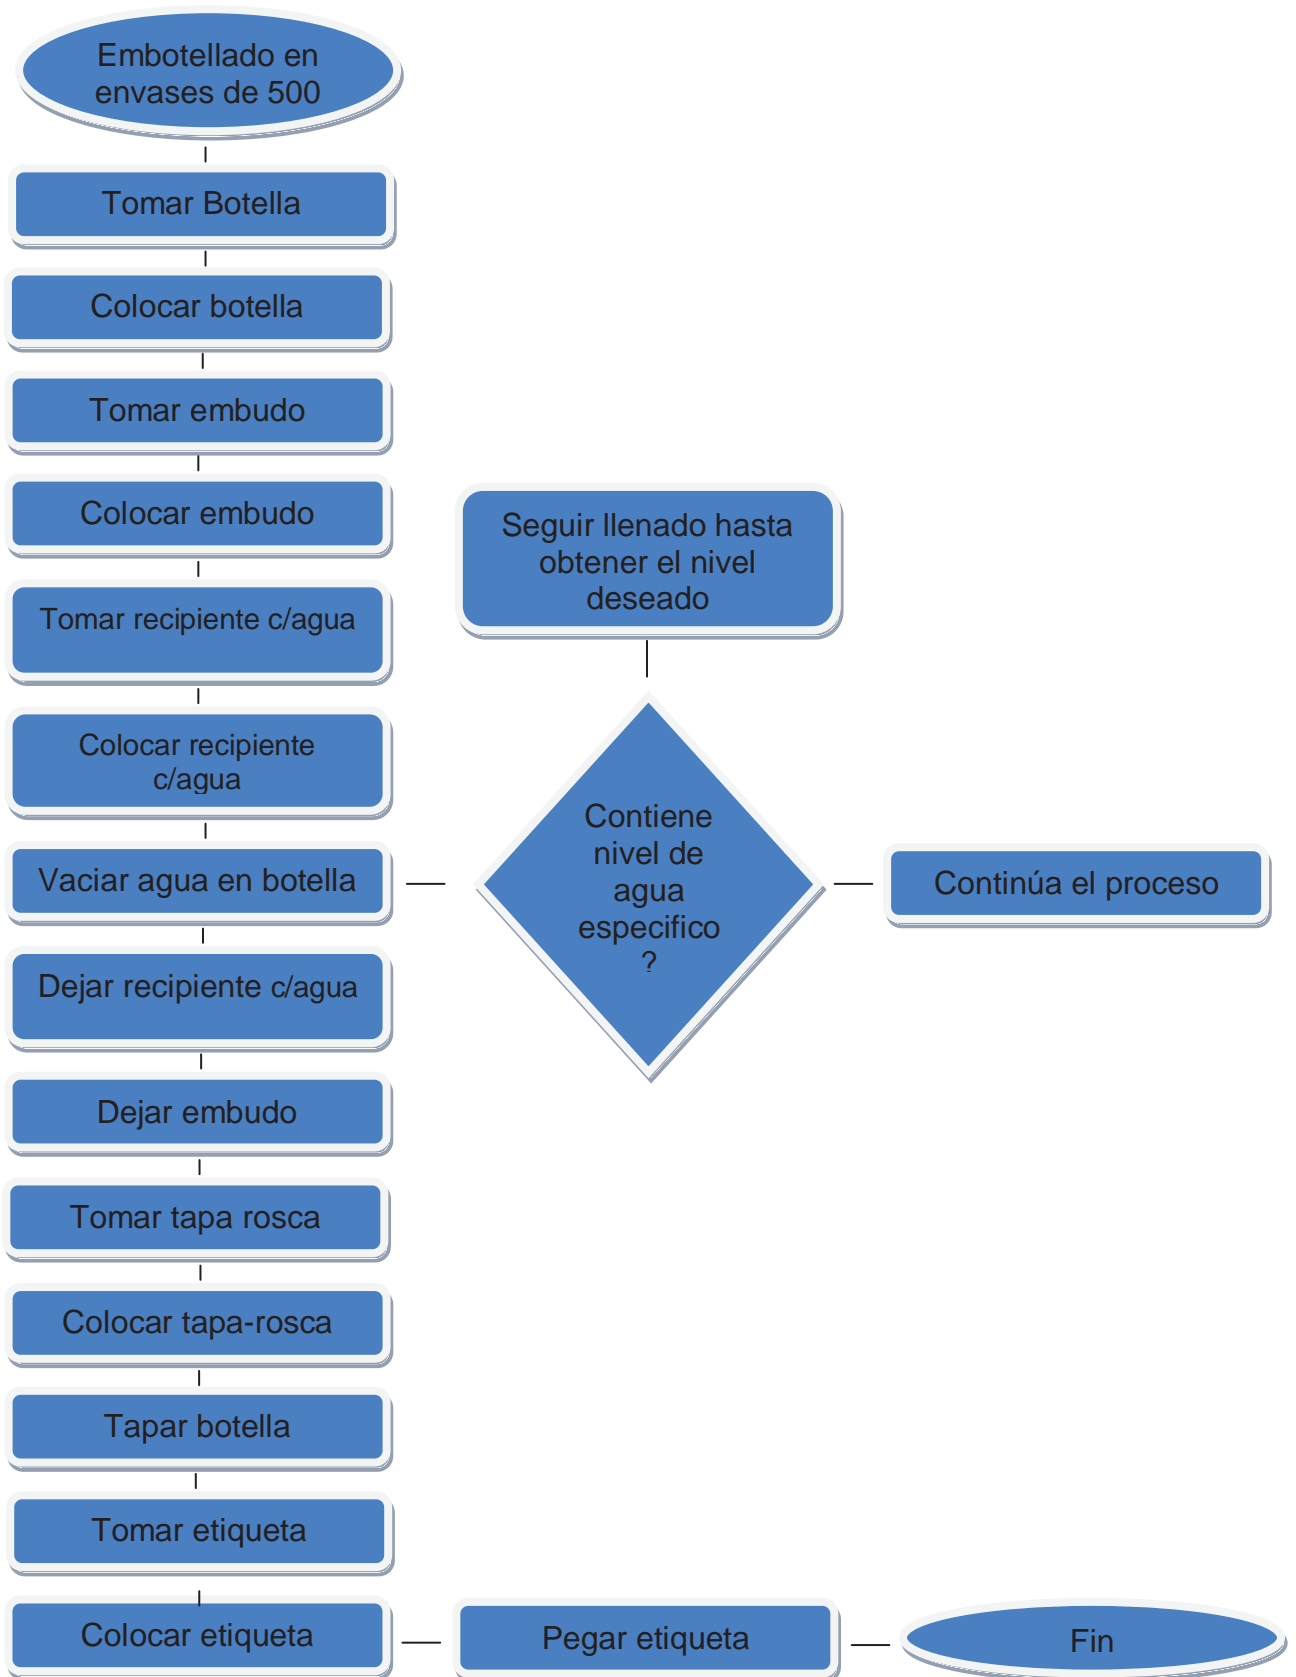 Embotellado en
envases de 500
Tomar Botella
Colocar botella
Tomar embudo
Colocar embudo
Tomar recipiente c/agua
Colocar recipiente
c/agua
Vaciar agua en botella
Seguir llenado hasta
obtener el nivel
deseado
Contiene
nivel de
agua
especifico
?
Continúa el proceso
Dejar recipiente c/agua
Dejar embudo
Tomar tapa rosca
Colocar tapa-rosca
Tapar botella
Tomar etiqueta
Colocar etiqueta
Pegar etiqueta
Fin